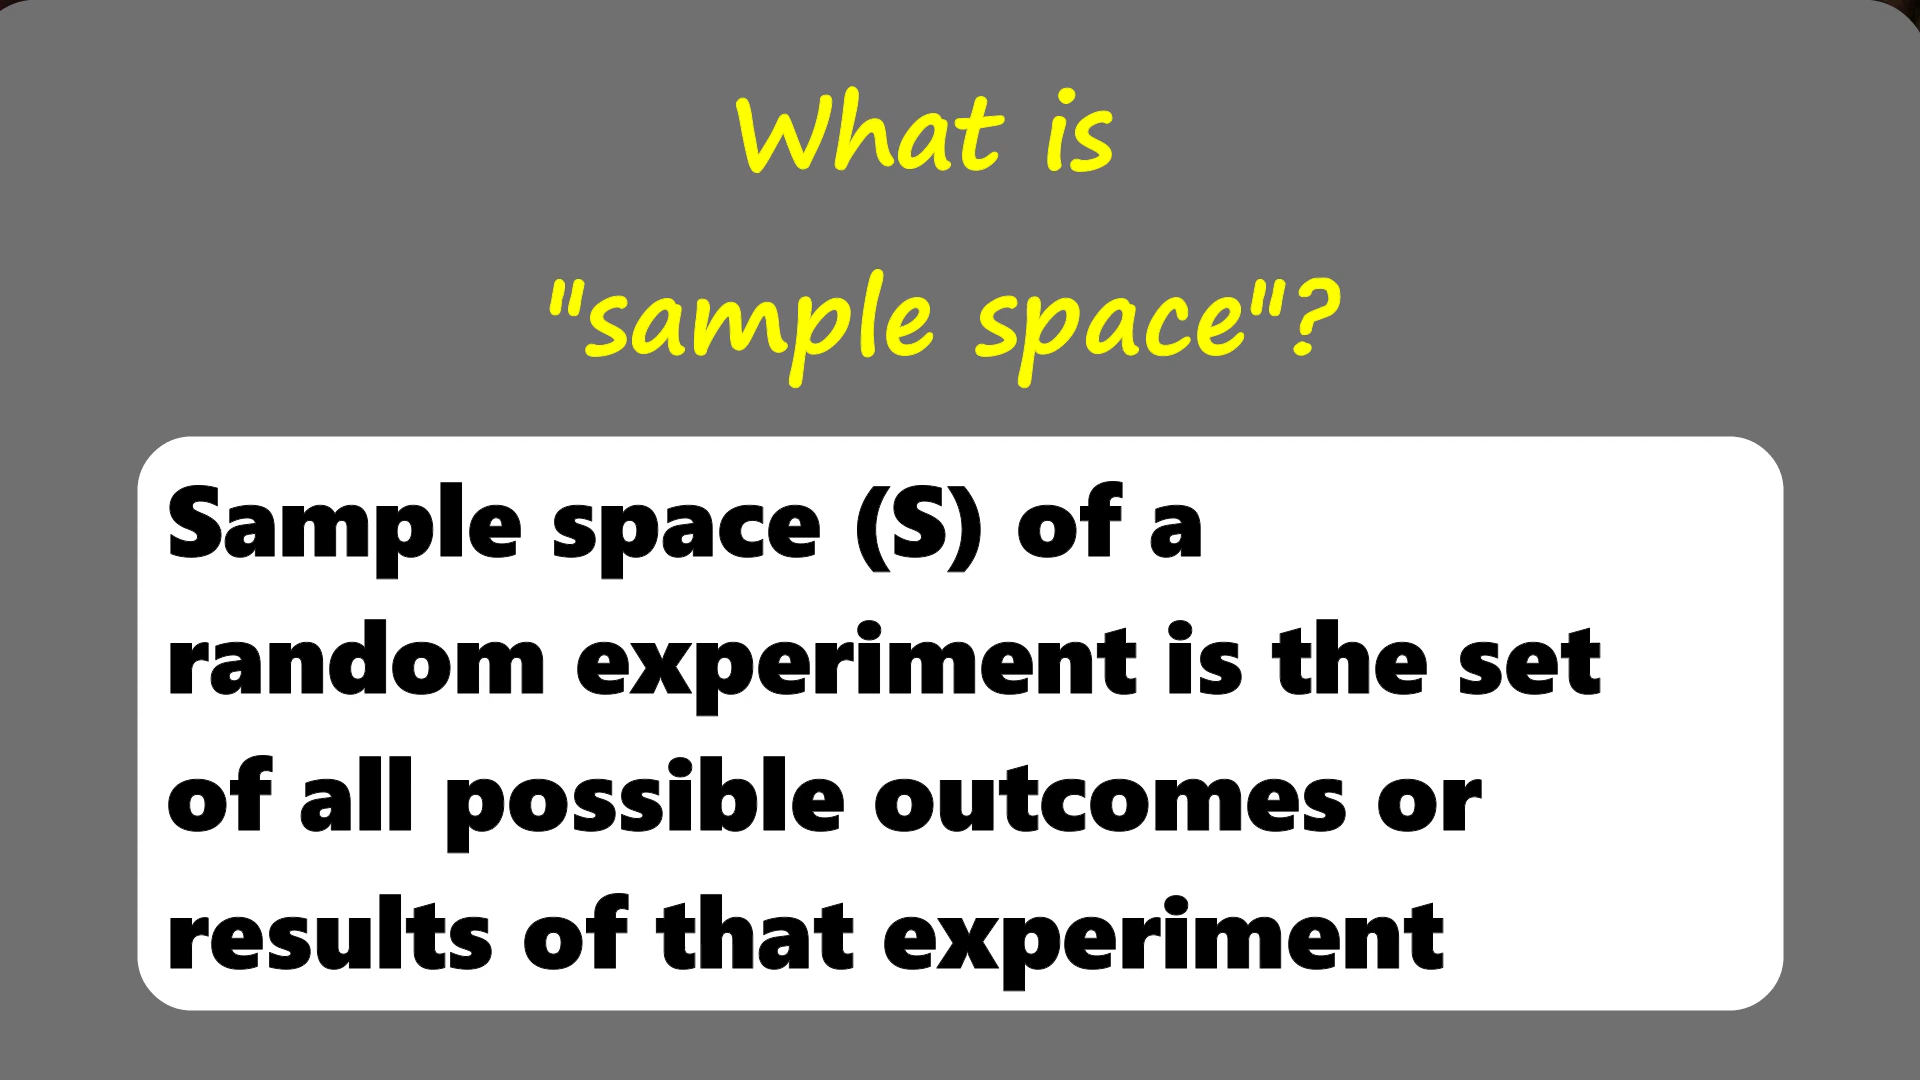 What is
"sample space"?
Sample space (S) of a
random experiment is the set
of all possible outcomes or
results of that experiment